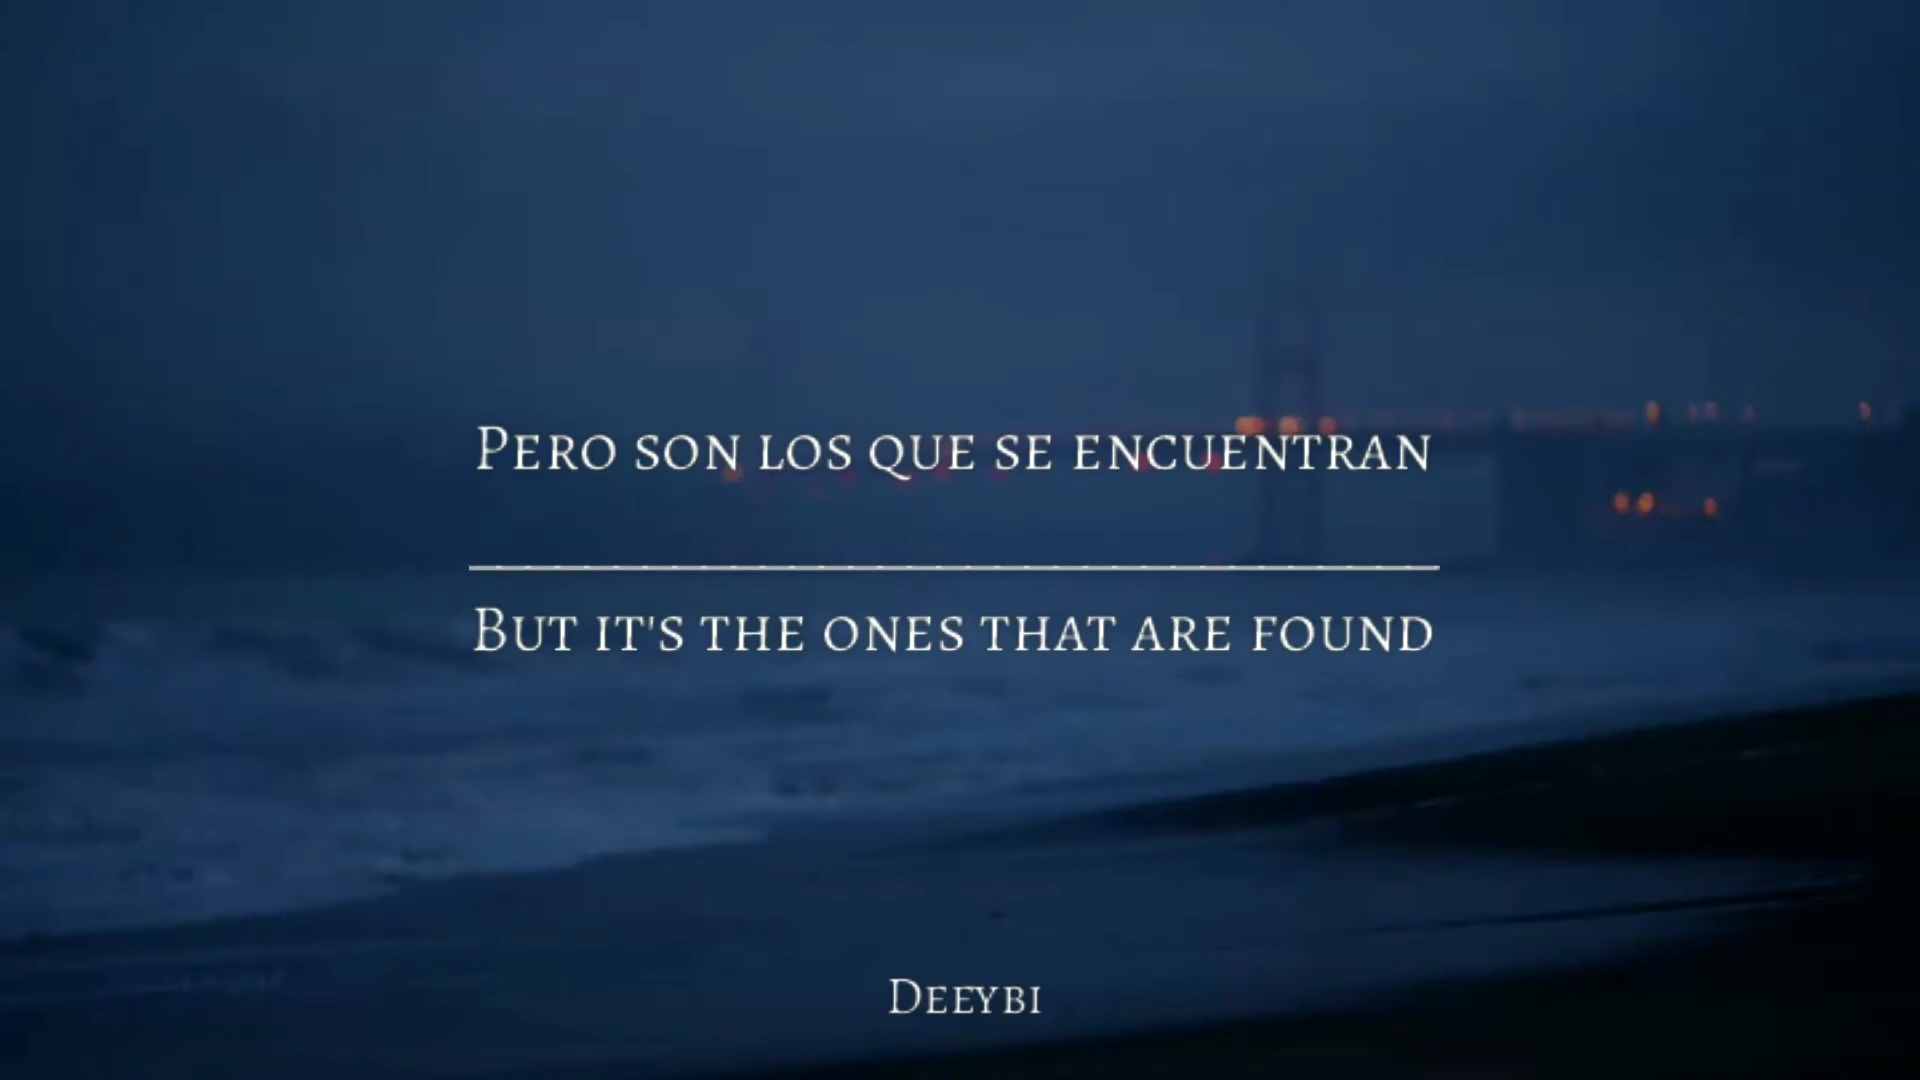 Pero son los que se encuentran
But it's the ones that are found
Deeybi